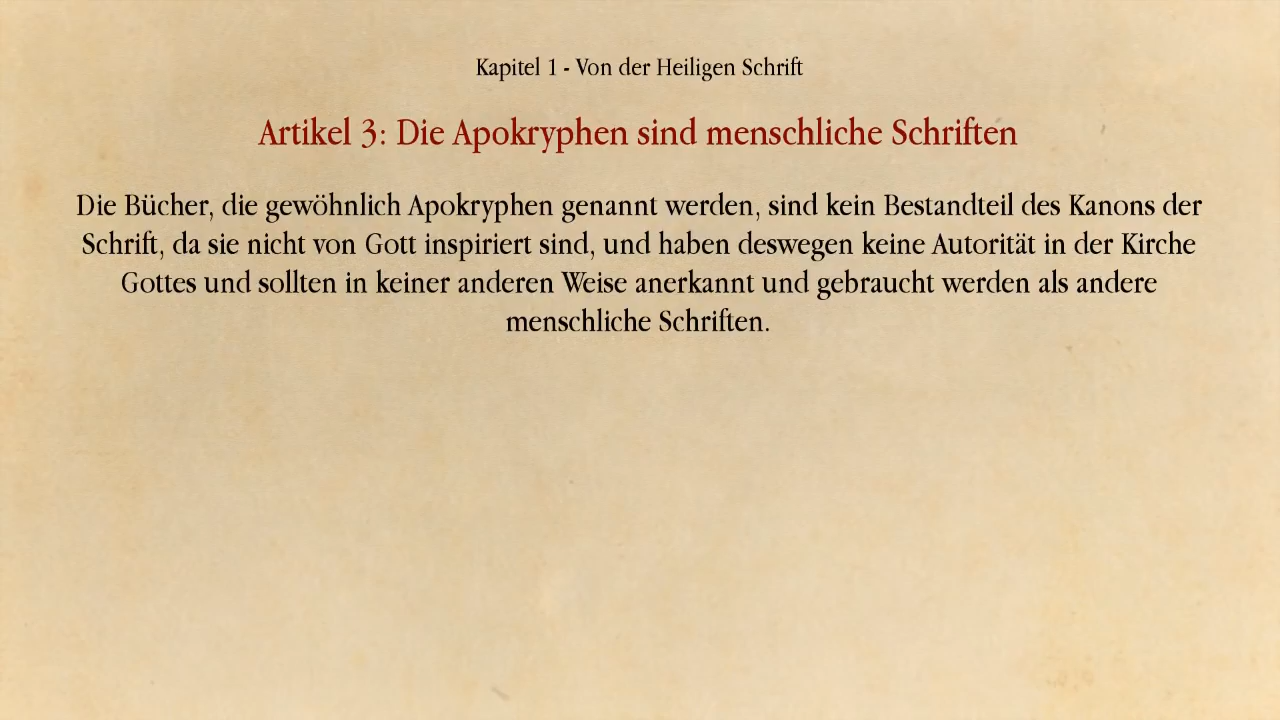 Kapitel 1 - Von der Heiligen Schrift
Artikel 3: Die Apokryphen sind menschliche Schriften
Die Bücher, die gewöhnlich Apokryphen genannt werden, sind kein Bestandteil des Kanons der
Schrift, da sie nicht von Gott inspiriert sind, und haben deswegen keine Autorität in der Kirche
Gottes und sollten in keiner anderen Weise anerkannt und gebraucht werden als andere
menschliche Schriften.